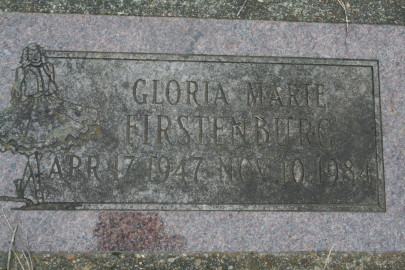 GLORIA MARIE
FIRSTENBURG
APR. 17, 1947 NOV. 10, 1984